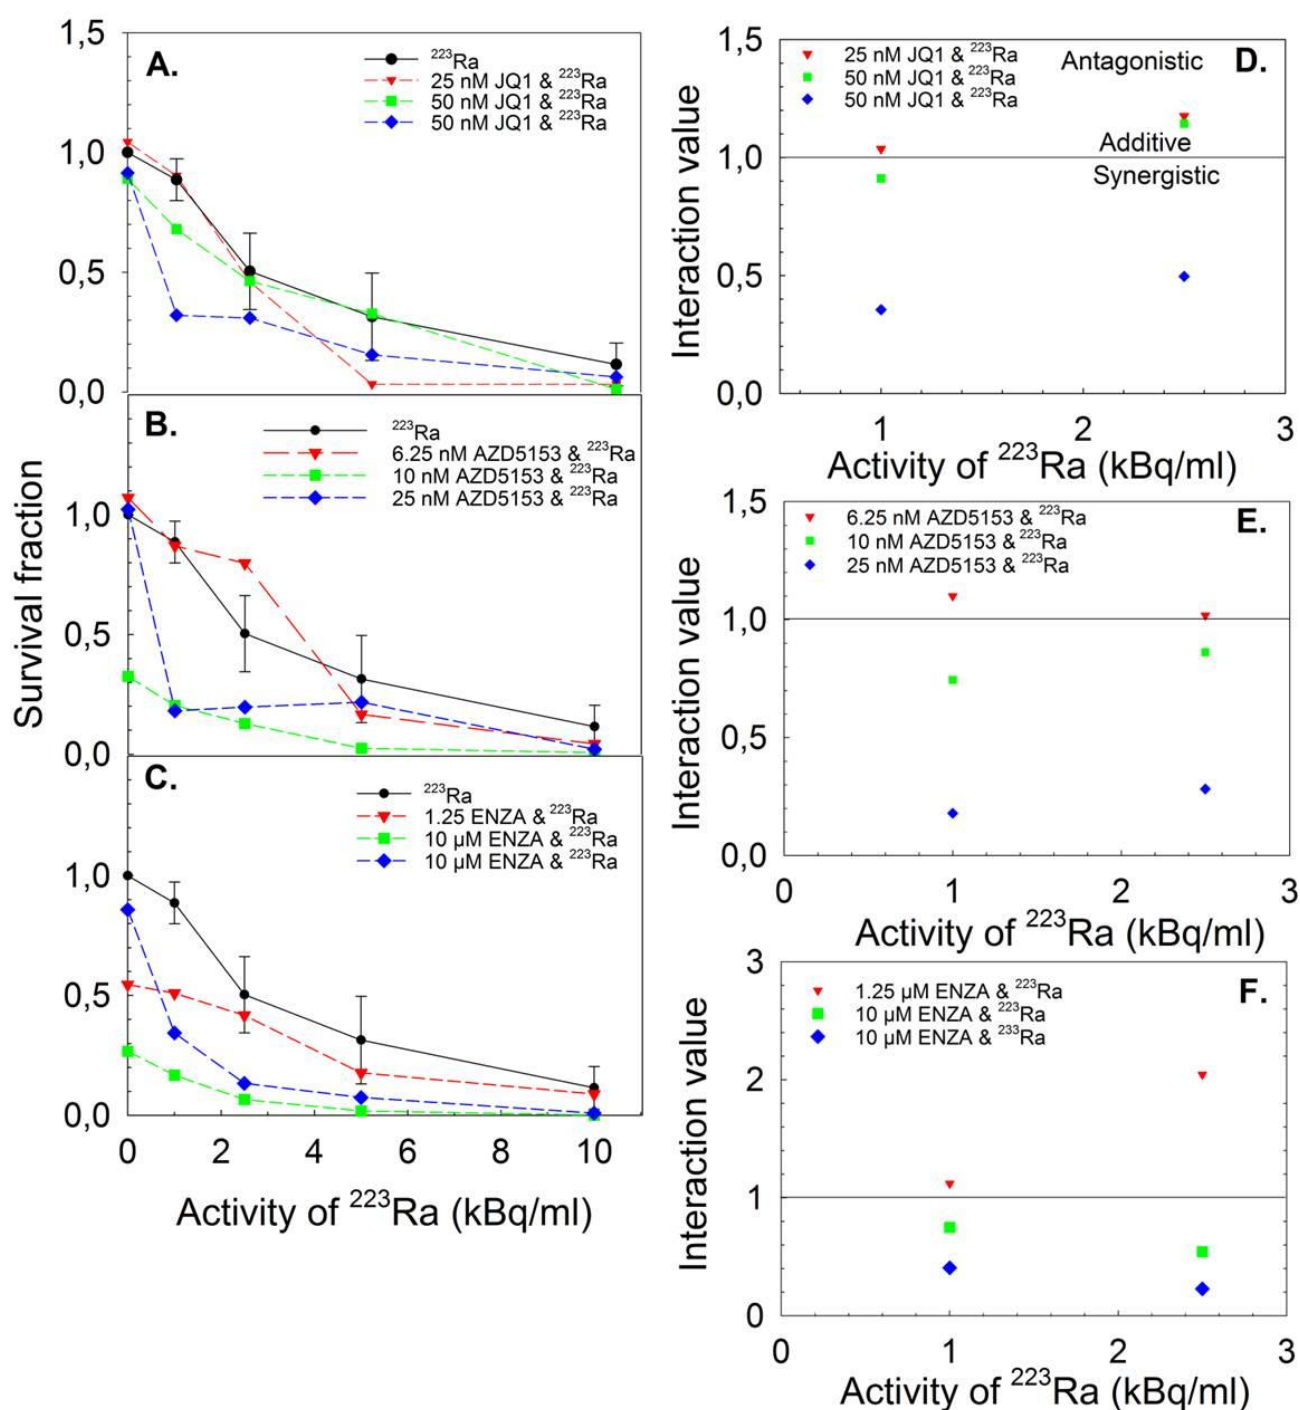 A.
1,5
1,0
0,5
0,0
²²³Ra
25 nM JQ1 & ²²³Ra
50 nM JQ1 & ²²³Ra
50 nM JQ1 & ²²³Ra
B.
1,0
0,5
0,0
²²³Ra
6.25 nM AZD5153 & ²²³Ra
10 nM AZD5153 & ²²³Ra
25 nM AZD5153 & ²²³Ra
Survival fraction
C.
1,0
0,5
0,0
²²³Ra
1.25 ENZA & ²²³Ra
10 µM ENZA & ²²³Ra
10 µM ENZA & ²²³Ra
0 2 4 6 8 10
Activity of ²²³Ra (kBq/ml)
D.
1,5
1,0
0,5
0,0
25 nM JQ1 & ²²³Ra
50 nM JQ1 & ²²³Ra
50 nM JQ1 & ²²³Ra
Antagonistic
Additive
Synergistic
Interaction value
1 2 3
Activity of ²²³Ra (kBq/ml)
E.
1,5
1,0
0,5
0,0
6.25 nM AZD5153 & ²²³Ra
10 nM AZD5153 & ²²³Ra
25 nM AZD5153 & ²²³Ra
Interaction value
0 1 2 3
Activity of ²²³Ra (kBq/ml)
F.
3
2
1
0
1.25 µM ENZA & ²²³Ra
10 µM ENZA & ²²³Ra
10 µM ENZA & ²³³Ra
Interaction value
0 1 2 3
Activity of ²²³Ra (kBq/ml)